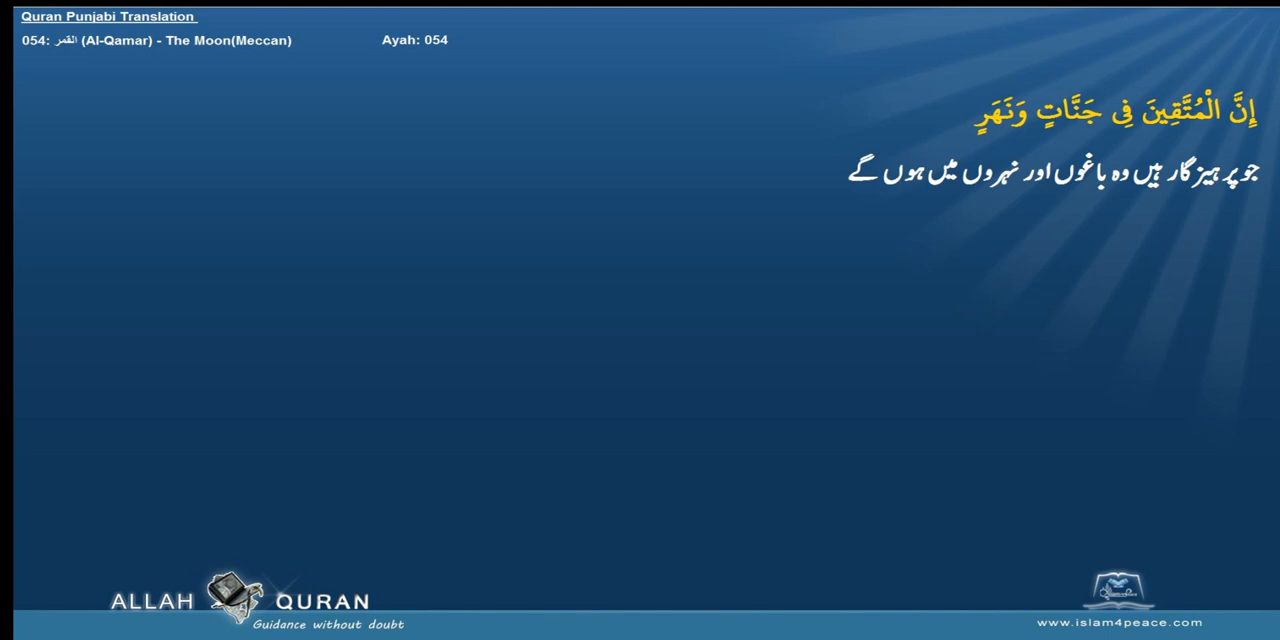 Quran Punjabi Translation
054: القمر (Al-Qamar) - The Moon(Meccan) Ayah: 054
إِنَّ الْمُتَّقِينَ فِى جَنَّاتٍ وَنَهَرٍ
جو پرہیزگار ہیں وہ باغوں اور نہروں میں ہوں گے
ALLAH QURAN
Guidance without doubt
www.islam4peace.com